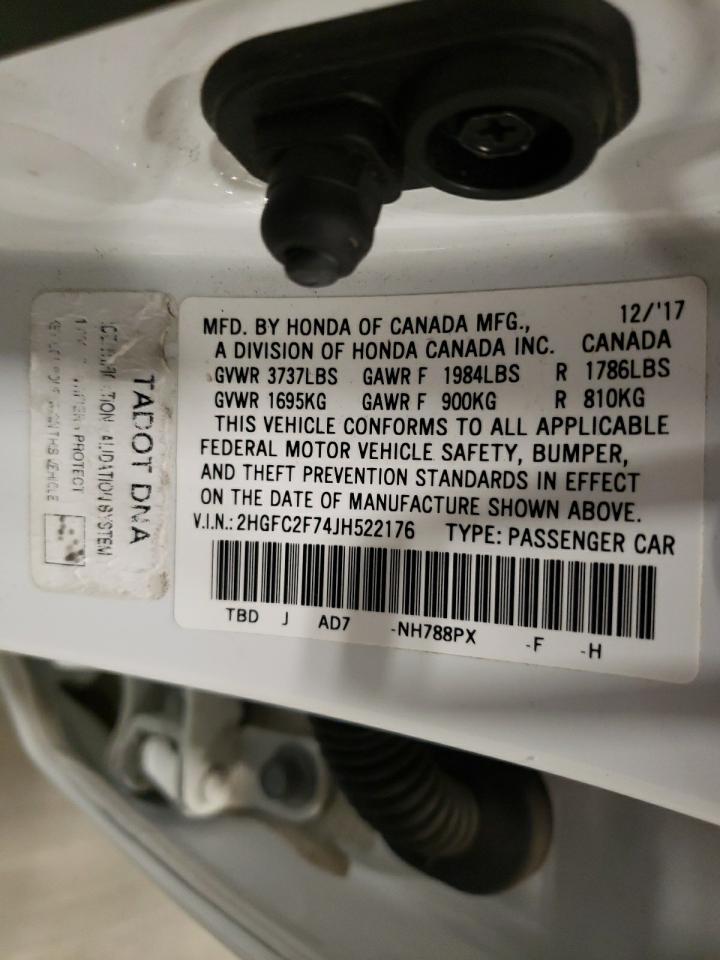 MFD. BY HONDA OF CANADA MFG., 12/'17
A DIVISION OF HONDA CANADA INC. CANADA
GVWR 3737LBS GAWR F 1984LBS R 1786LBS
GVWR 1695KG GAWR F 900KG R 810KG
THIS VEHICLE CONFORMS TO ALL APPLICABLE
FEDERAL MOTOR VEHICLE SAFETY, BUMPER,
AND THEFT PREVENTION STANDARDS IN EFFECT
ON THE DATE OF MANUFACTURE SHOWN ABOVE.
V.I.N.: 2HGFC2F74JH522176 TYPE: PASSENGER CAR
TBD J AD7 -NH788PX -F -H
TADOT DNA
SYSTEM
PROTECT
VEHICLE